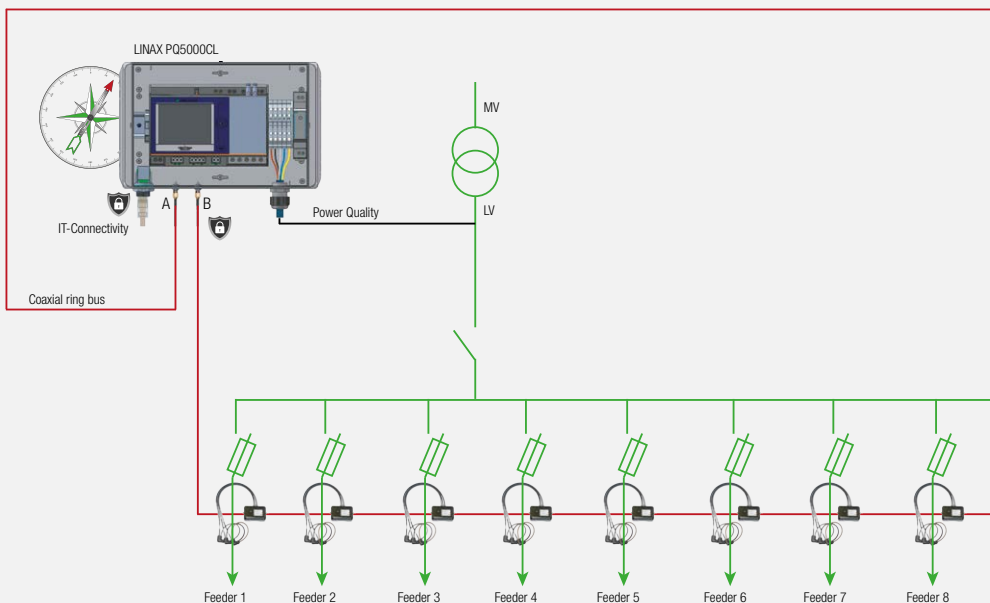 LINAX PQ5000CL
MV
LV
A
B
Power Quality
IT-Connectivity
Coaxial ring bus
Feeder 1
Feeder 2
Feeder 3
Feeder 4
Feeder 5
Feeder 6
Feeder 7
Feeder 8